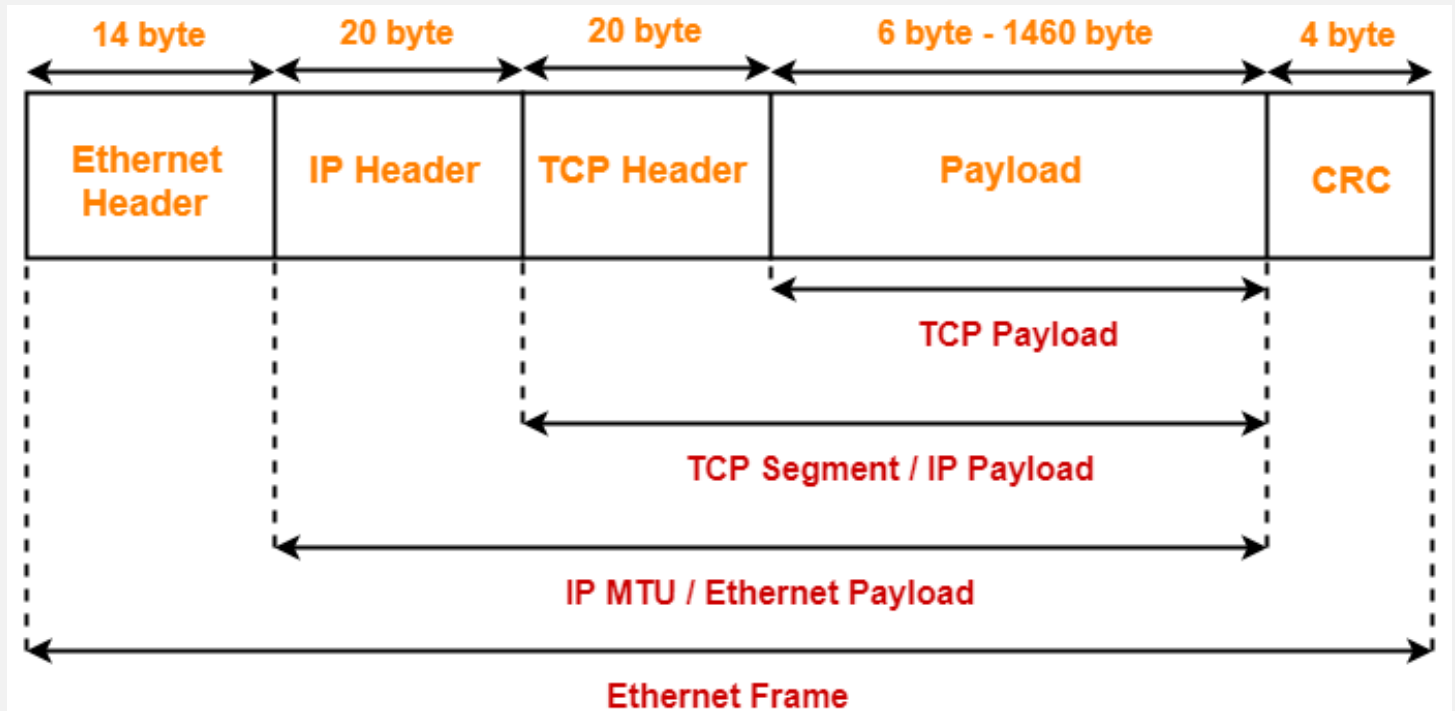 14 byte
20 byte
20 byte
6 byte - 1460 byte
4 byte
Ethernet
Header
IP Header
TCP Header
Payload
CRC
TCP Payload
TCP Segment / IP Payload
IP MTU / Ethernet Payload
Ethernet Frame